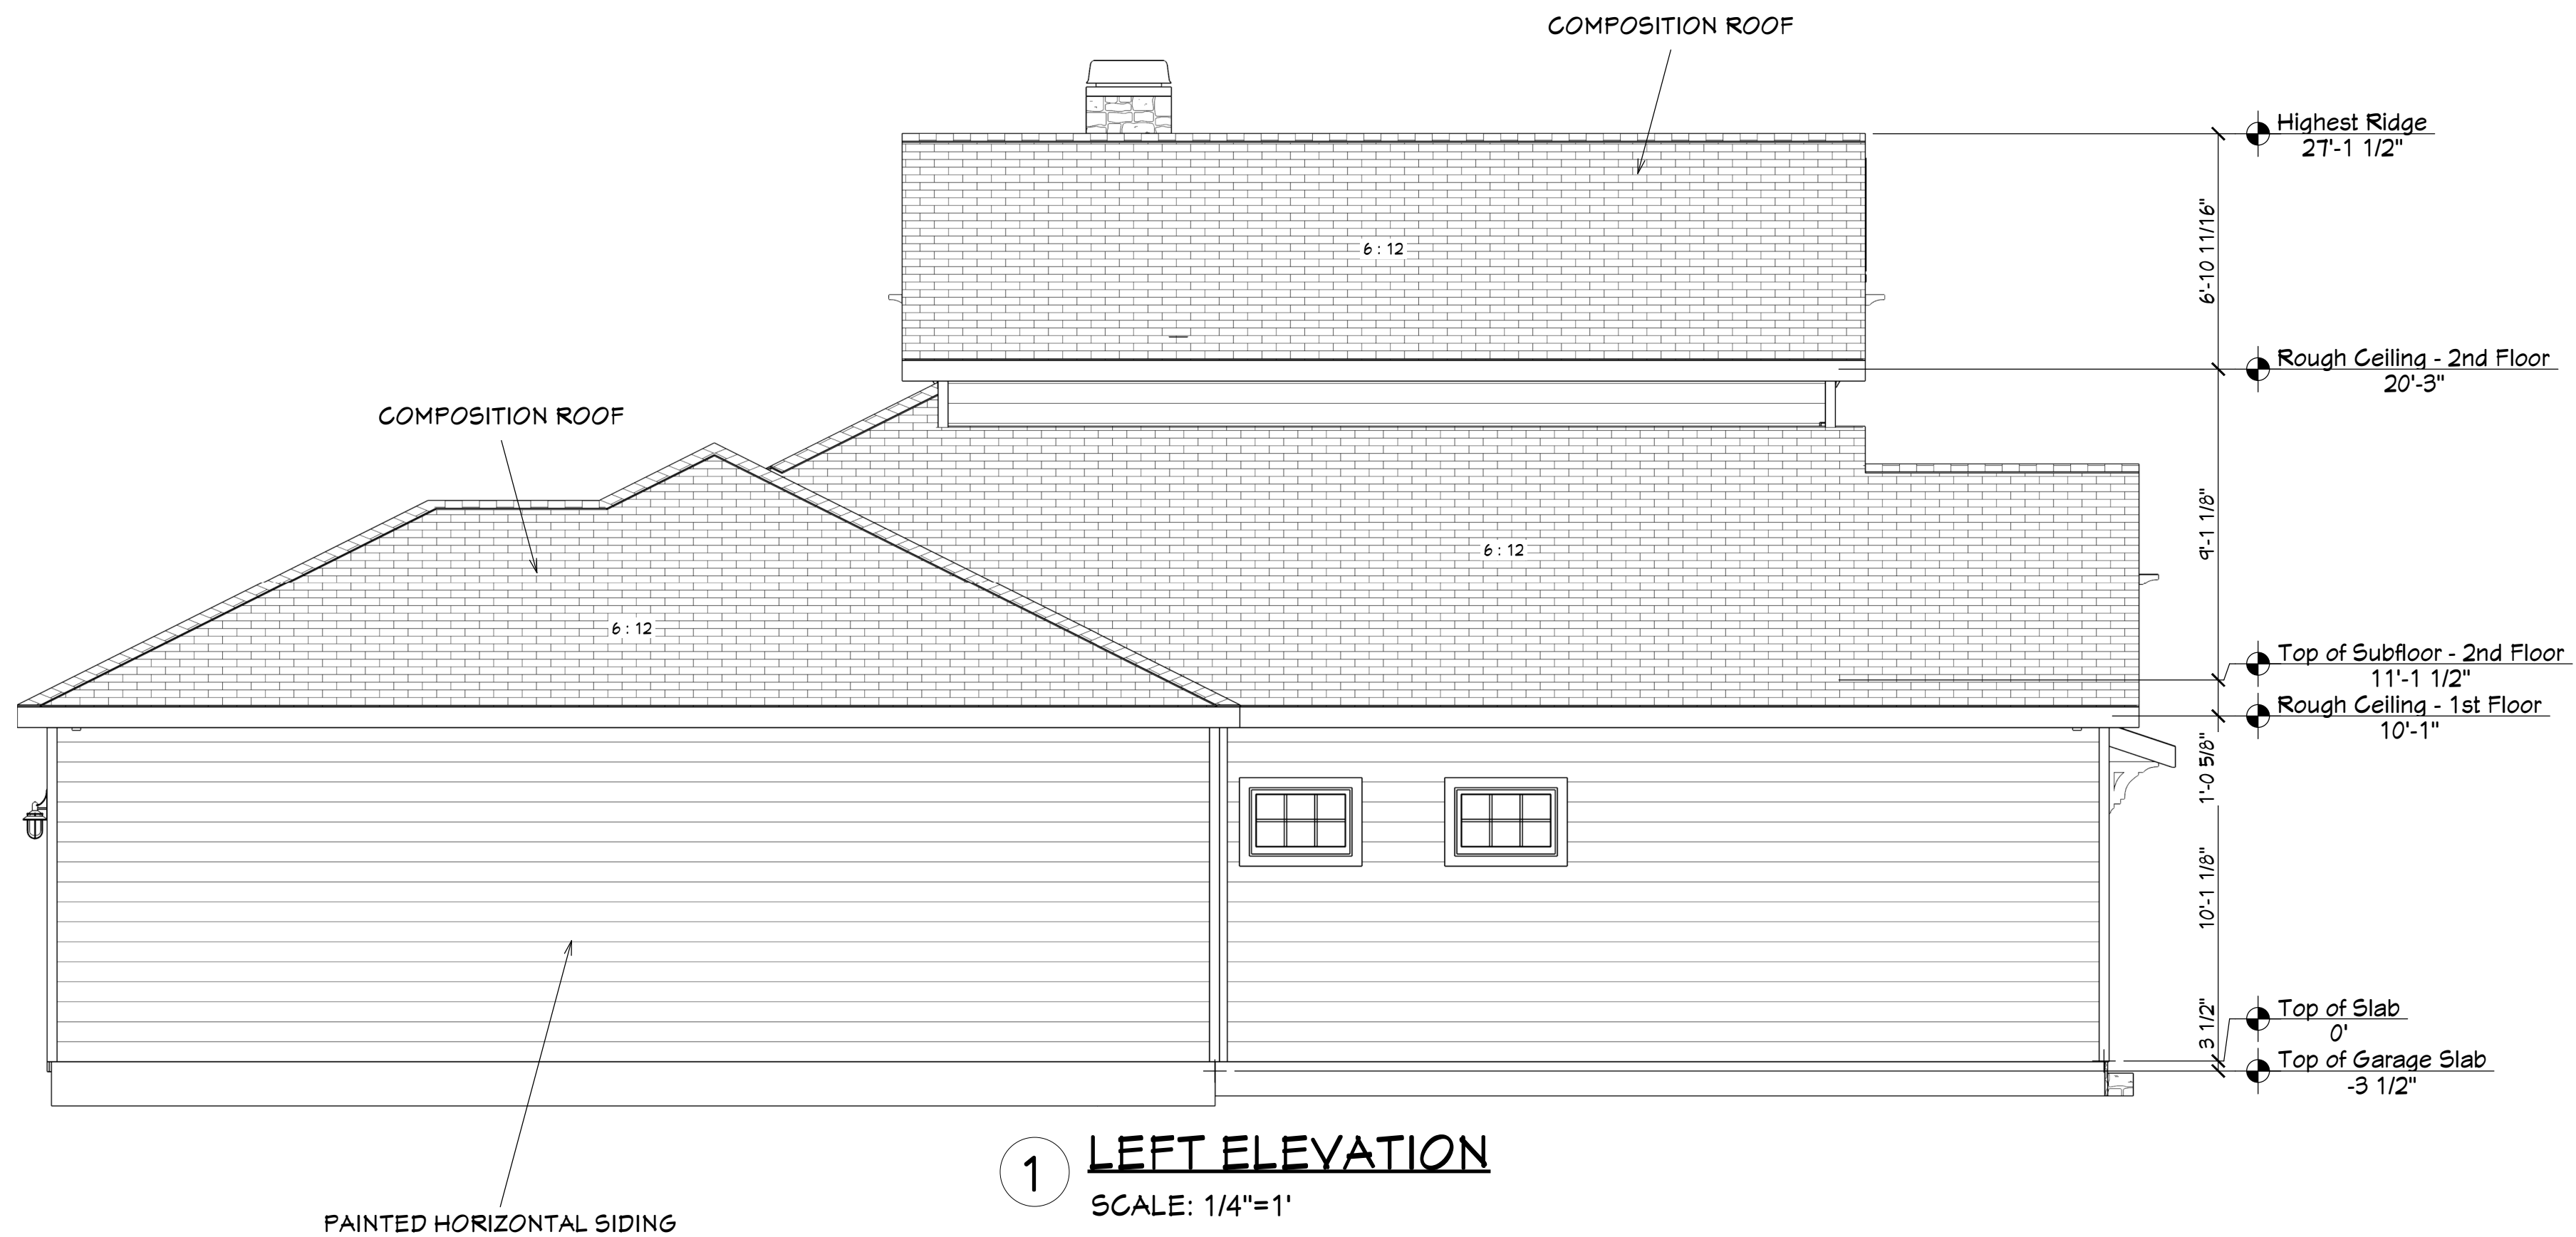 COMPOSITION ROOF
Highest Ridge
27'-1 1/2"
6'-10 11/16"
6 : 12
Rough Ceiling - 2nd Floor
20'-3"
COMPOSITION ROOF
9'-1 1/8"
6 : 12
6 : 12
Top of Subfloor - 2nd Floor
11'-1 1/2"
Rough Ceiling - 1st Floor
10'-1"
1'-0 5/8"
10'-1 1/8"
3 1/2"
Top of Slab
0'
Top of Garage Slab
-3 1/2"
1
LEFT ELEVATION
SCALE: 1/4"=1'
PAINTED HORIZONTAL SIDING